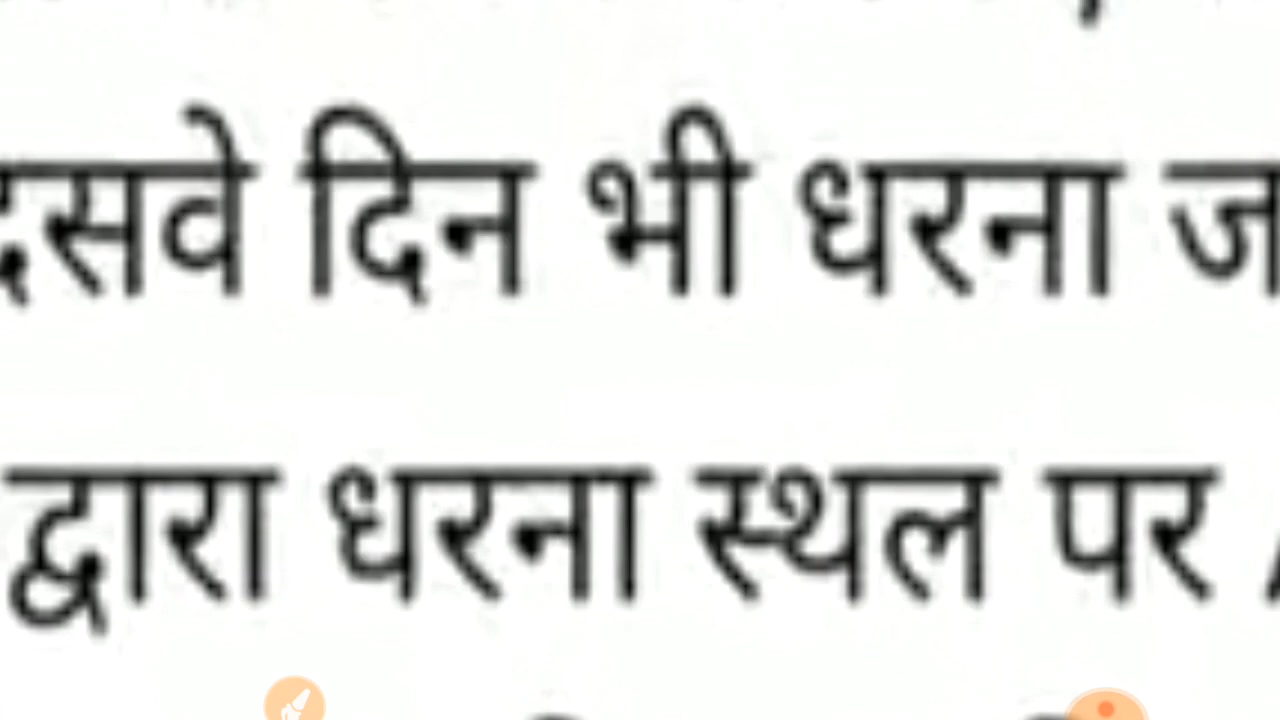 दसवे दिन भी धरना ज
द्वारा धरना स्थल पर